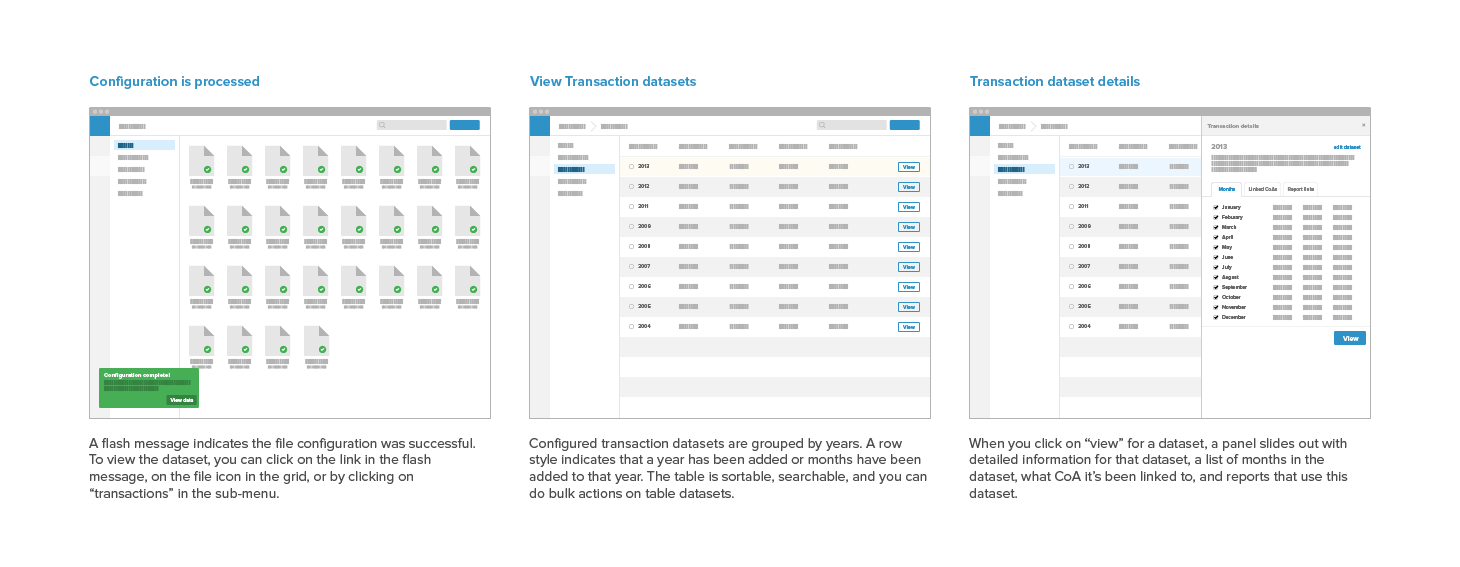 Configuration is processed
Configuration complete!
View data
A flash message indicates the file configuration was successful.
To view the dataset, you can click on the link in the flash
message, on the file icon in the grid, or by clicking on
“transactions” in the sub-menu.
View Transaction datasets
2013 View
2012 View
2011 View
2009 View
2008 View
2007 View
2006 View
2005 View
2004 View
Configured transaction datasets are grouped by years. A row
style indicates that a year has been added or months have been
added to that year. The table is sortable, searchable, and you can
do bulk actions on table datasets.
Transaction dataset details
2013
2012
2011
2009
2008
2007
2006
2005
2004
Transaction details
2013 edit dataset
Months Linked CoAs Report lists
January
Febuary
March
April
May
June
July
August
September
October
November
December
View
When you click on “view” for a dataset, a panel slides out with
detailed information for that dataset, a list of months in the
dataset, what CoA it’s been linked to, and reports that use this
dataset.